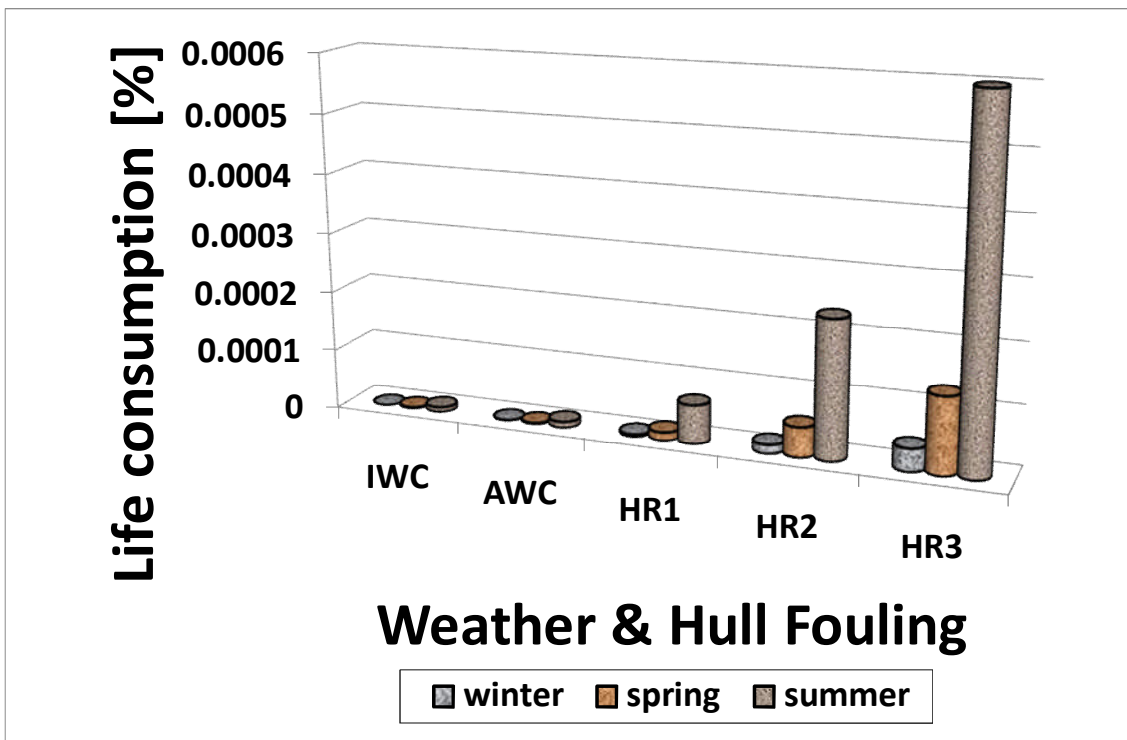 Life consumption [%]
0.0006
0.0005
0.0004
0.0003
0.0002
0.0001
0
IWC
AWC
HR1
HR2
HR3
Weather & Hull Fouling
winter spring summer